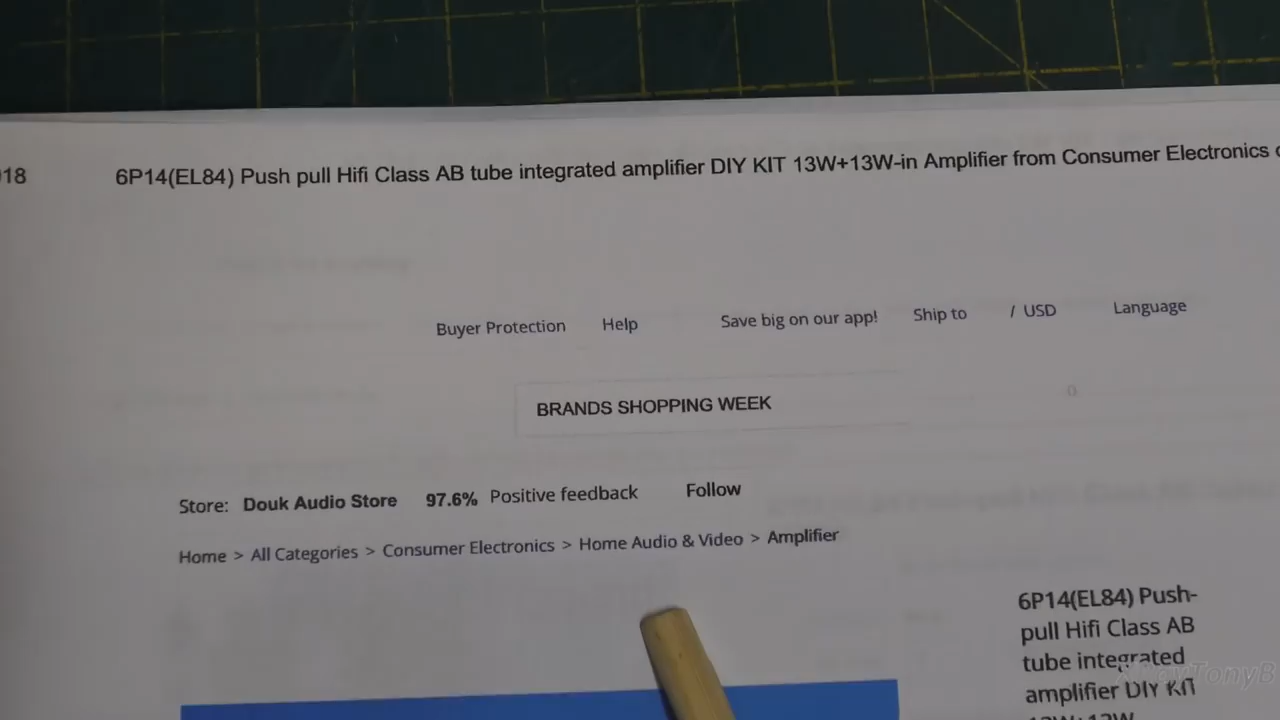 018
6P14(EL84) Push pull Hifi Class AB tube integrated amplifier DIY KIT 13W+13W-in Amplifier from Consumer Electronics
Buyer Protection Help Save big on our app! Ship to / USD Language
BRANDS SHOPPING WEEK
0
Store: Douk Audio Store 97.6% Positive feedback Follow
Home > All Categories > Consumer Electronics > Home Audio & Video > Amplifier
6P14(EL84) Push-
pull Hifi Class AB
tube integrated
amplifier DIY KIT
13W+13W